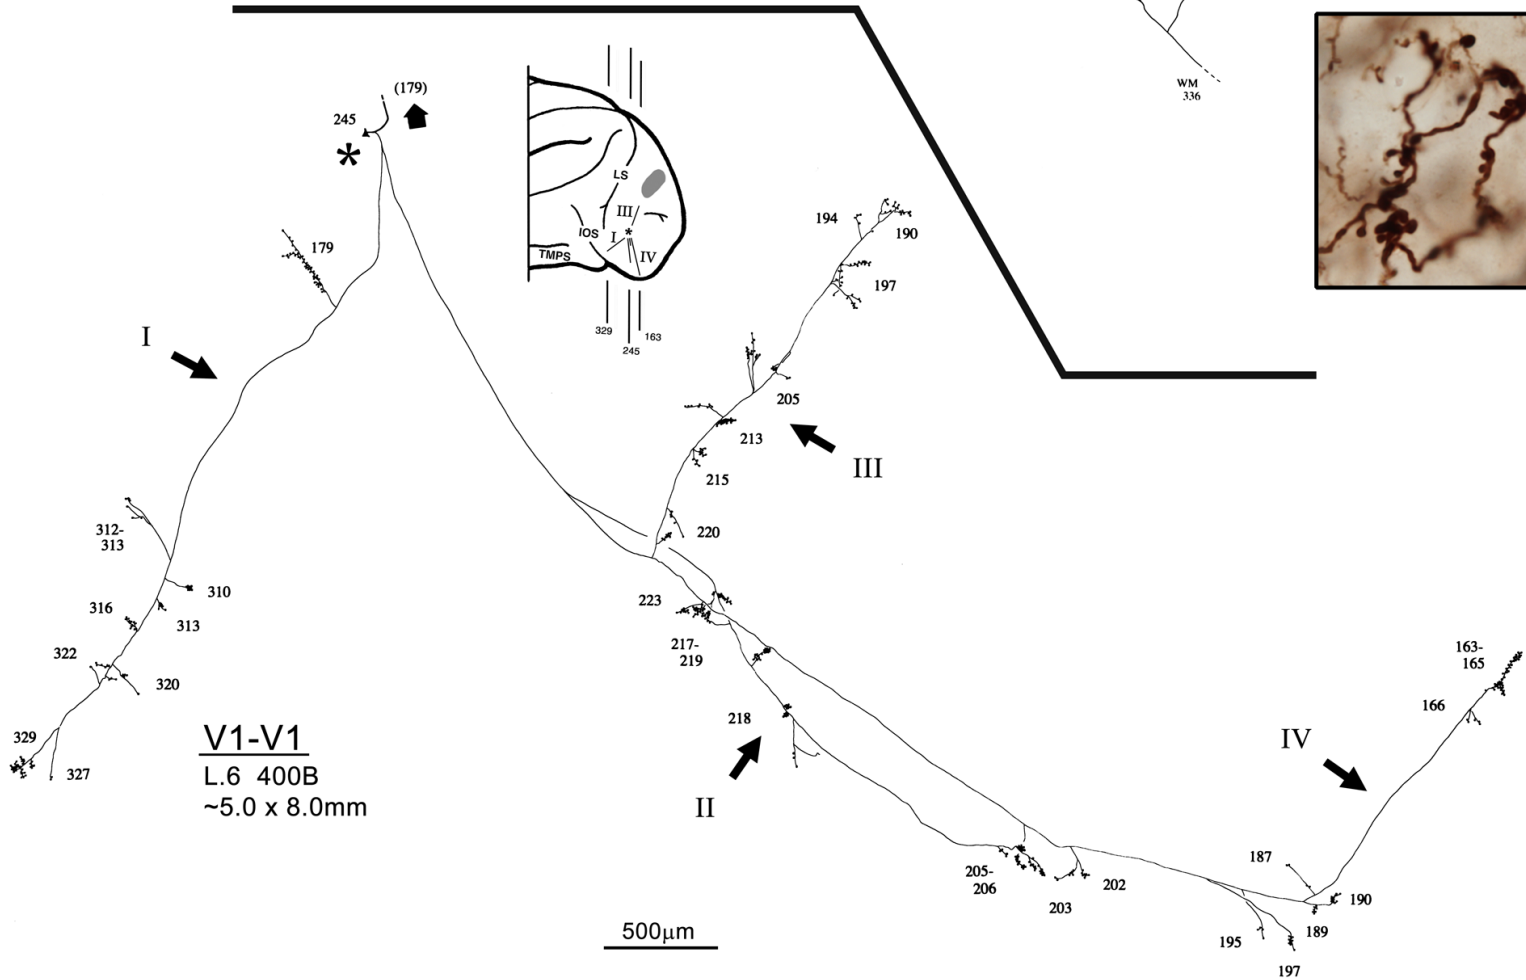 WM
336
(179)
245
*
LS
III
*
I
IOS
IV
TMPS
329
163
245
194
190
179
197
I
205
213
III
215
312-
313
220
310
223
316
313
217-
219
163-
165
322
320
166
V1-V1
218
IV
329
327
L.6 400B
~5.0 x 8.0mm
II
187
205-
206
202
190
203
189
500μm
195
197